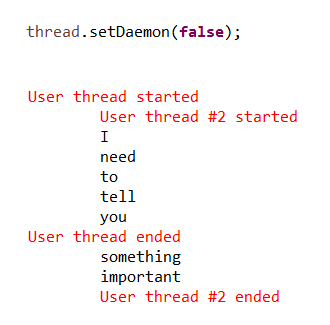 thread.setDaemon(false);
User thread started
User thread #2 started
I
need
to
tell
you
User thread ended
something
important
User thread #2 ended